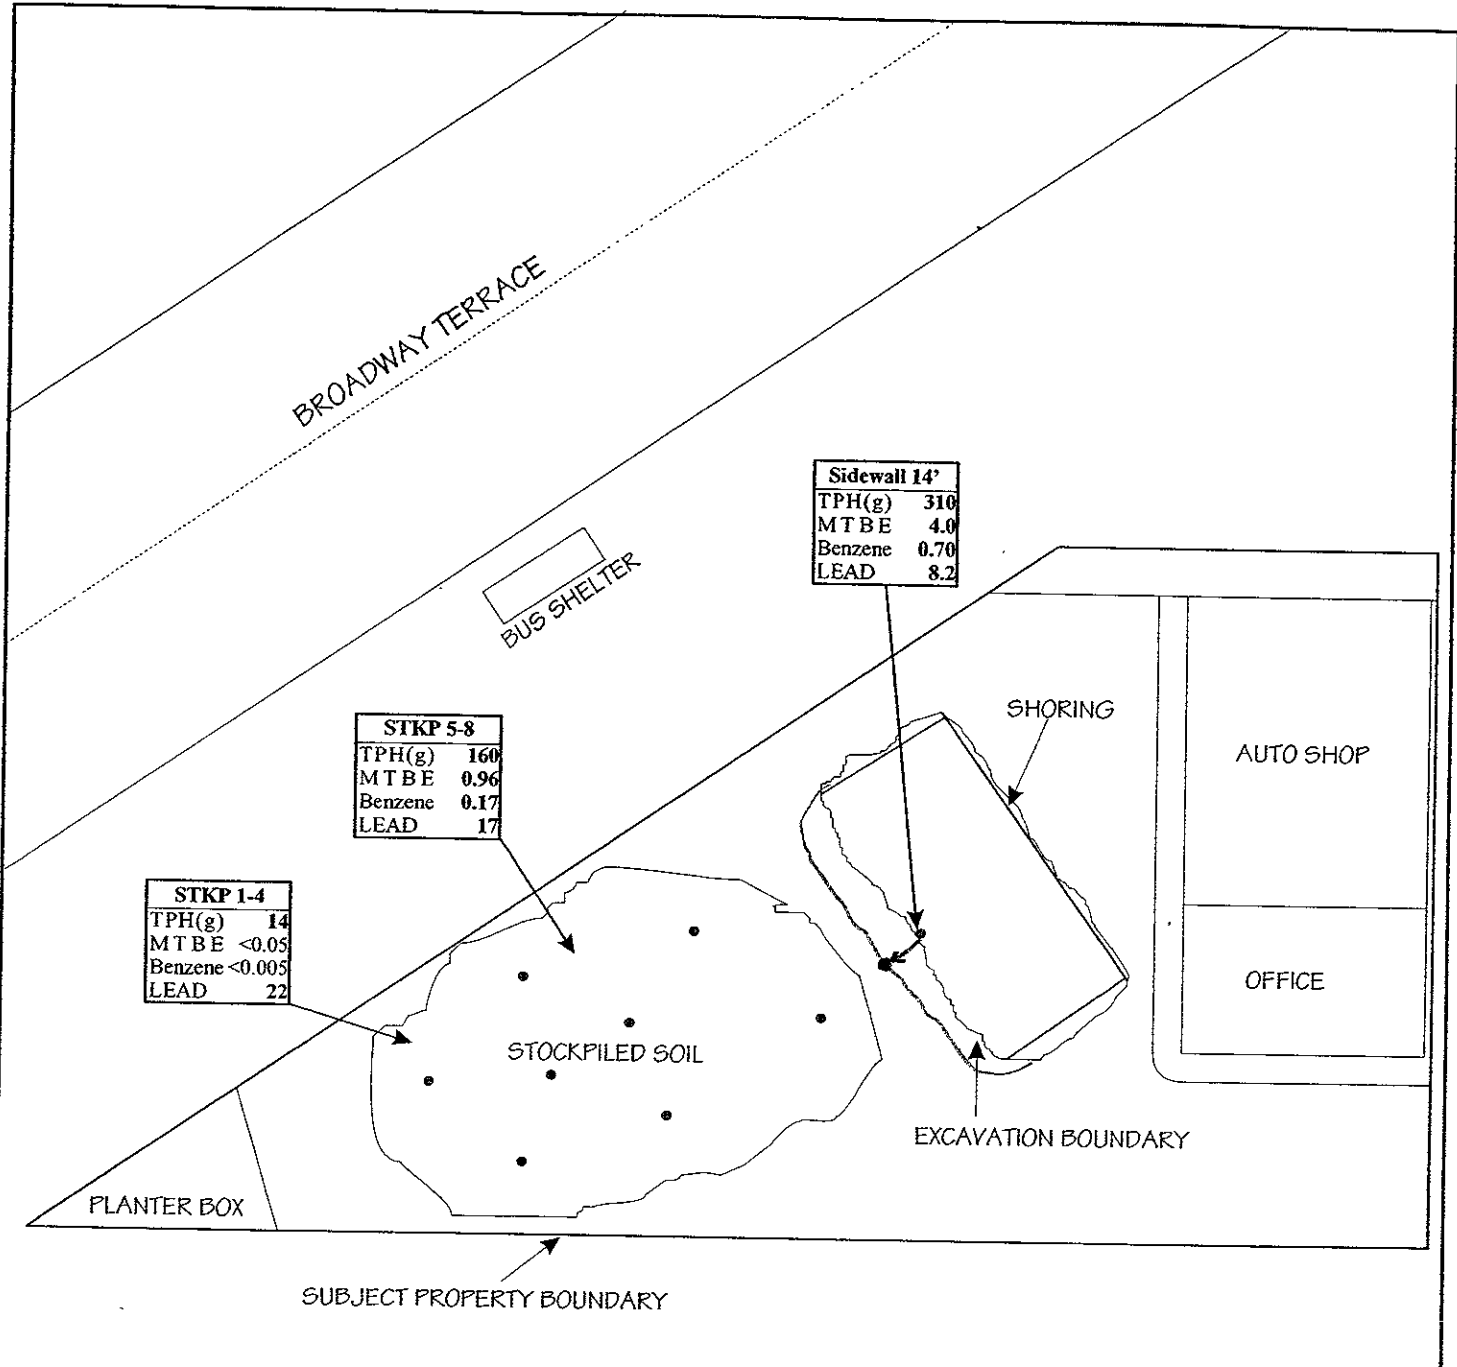 BROADWAY TERRACE
BUS SHELTER
Sidewall 14'
TPH(g) 310
MTBE 4.0
Benzene 0.70
LEAD 8.2
SHORING
AUTO SHOP
STKP 5-8
TPH(g) 160
MTBE 0.96
Benzene 0.17
LEAD 17
STKP 1-4
TPH(g) 14
MTBE <0.05
Benzene <0.005
LEAD 22
OFFICE
STOCKPILED SOIL
EXCAVATION BOUNDARY
PLANTER BOX
SUBJECT PROPERTY BOUNDARY